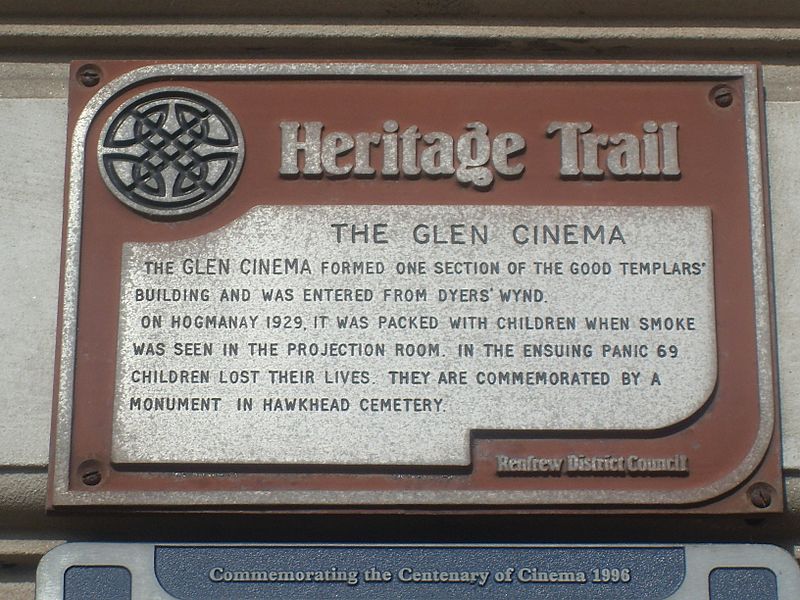 Heritage Trail
THE GLEN CINEMA
THE GLEN CINEMA FORMED ONE SECTION OF THE GOOD TEMPLARS'
BUILDING AND WAS ENTERED FROM DYERS' WYND.
ON HOGMANAY 1929, IT WAS PACKED WITH CHILDREN WHEN SMOKE
WAS SEEN IN THE PROJECTION ROOM. IN THE ENSUING PANIC 69
CHILDREN LOST THEIR LIVES. THEY ARE COMMEMORATED BY A
MONUMENT IN HAWKHEAD CEMETERY.
Renfrew District Council
Commemorating the Centenary of Cinema 1996